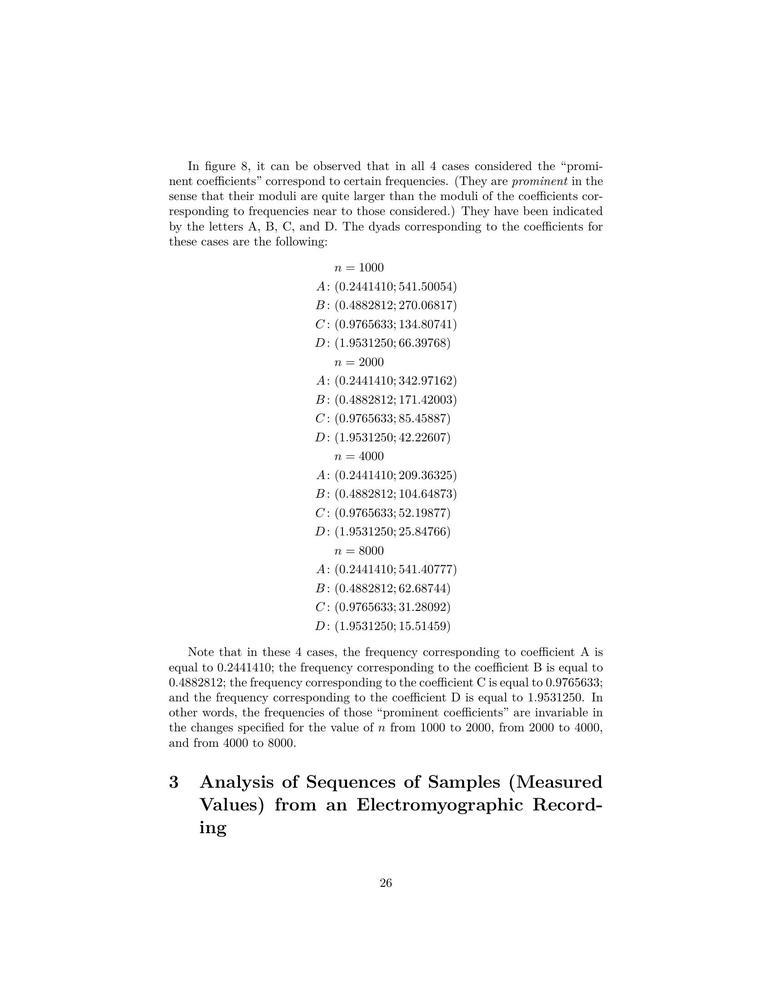 In figure 8, it can be observed that in all 4 cases considered the “promi-
nent coefficients” correspond to certain frequencies. (They are prominent in the
sense that their moduli are quite larger than the moduli of the coefficients cor-
responding to frequencies near to those considered.) They have been indicated
by the letters A, B, C, and D. The dyads corresponding to the coefficients for
these cases are the following:
n = 1000
A: (0.2441410; 541.50054)
B: (0.4882812; 270.06817)
C: (0.9765633; 134.80741)
D: (1.9531250; 66.39768)
n = 2000
A: (0.2441410; 342.97162)
B: (0.4882812; 171.42003)
C: (0.9765633; 85.45887)
D: (1.9531250; 42.22607)
n = 4000
A: (0.2441410; 209.36325)
B: (0.4882812; 104.64873)
C: (0.9765633; 52.19877)
D: (1.9531250; 25.84766)
n = 8000
A: (0.2441410; 541.40777)
B: (0.4882812; 62.68744)
C: (0.9765633; 31.28092)
D: (1.9531250; 15.51459)
Note that in these 4 cases, the frequency corresponding to coefficient A is
equal to 0.2441410; the frequency corresponding to the coefficient B is equal to
0.4882812; the frequency corresponding to the coefficient C is equal to 0.9765633;
and the frequency corresponding to the coefficient D is equal to 1.9531250. In
other words, the frequencies of those “prominent coefficients” are invariable in
the changes specified for the value of n from 1000 to 2000, from 2000 to 4000,
and from 4000 to 8000.
3 Analysis of Sequences of Samples (Measured
Values) from an Electromyographic Record-
ing
26